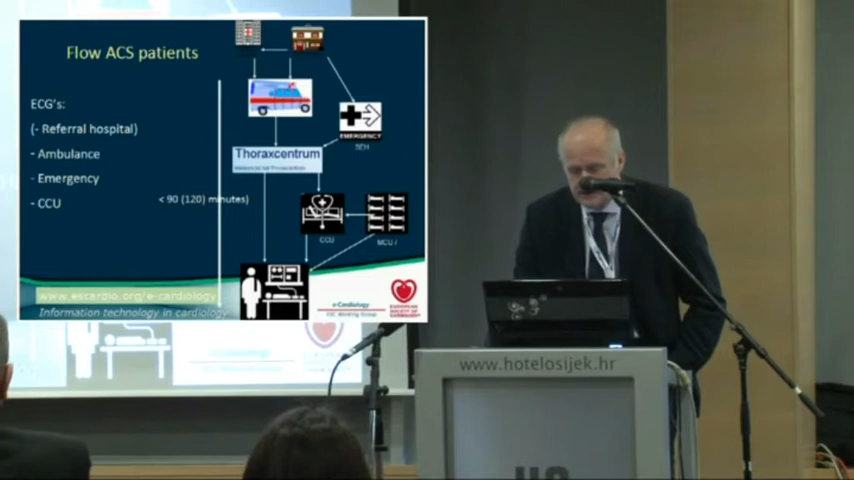 Flow ACS patients
ECG's:
(- Referral hospital)
- Ambulance
- Emergency
- CCU
< 90 (120) minutes)
EMERGENCY
SEH
Thoraxcentrum
CCU
MCU /
www.escardio.org/e-cardiology
Information technology in cardiology
e-Cardiology
ESC Working Group
EUROPEAN
SOCIETY OF
CARDIOLOGY
www.hotelosijek.hr